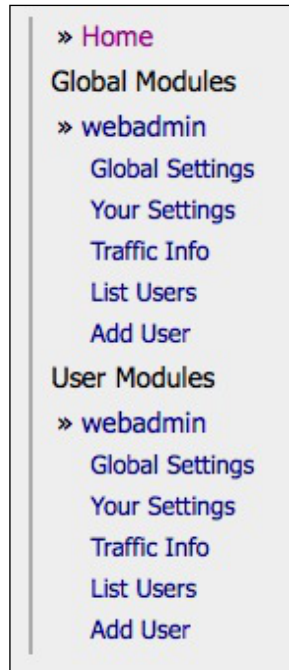 » Home
Global Modules
» webadmin
Global Settings
Your Settings
Traffic Info
List Users
Add User
User Modules
» webadmin
Global Settings
Your Settings
Traffic Info
List Users
Add User